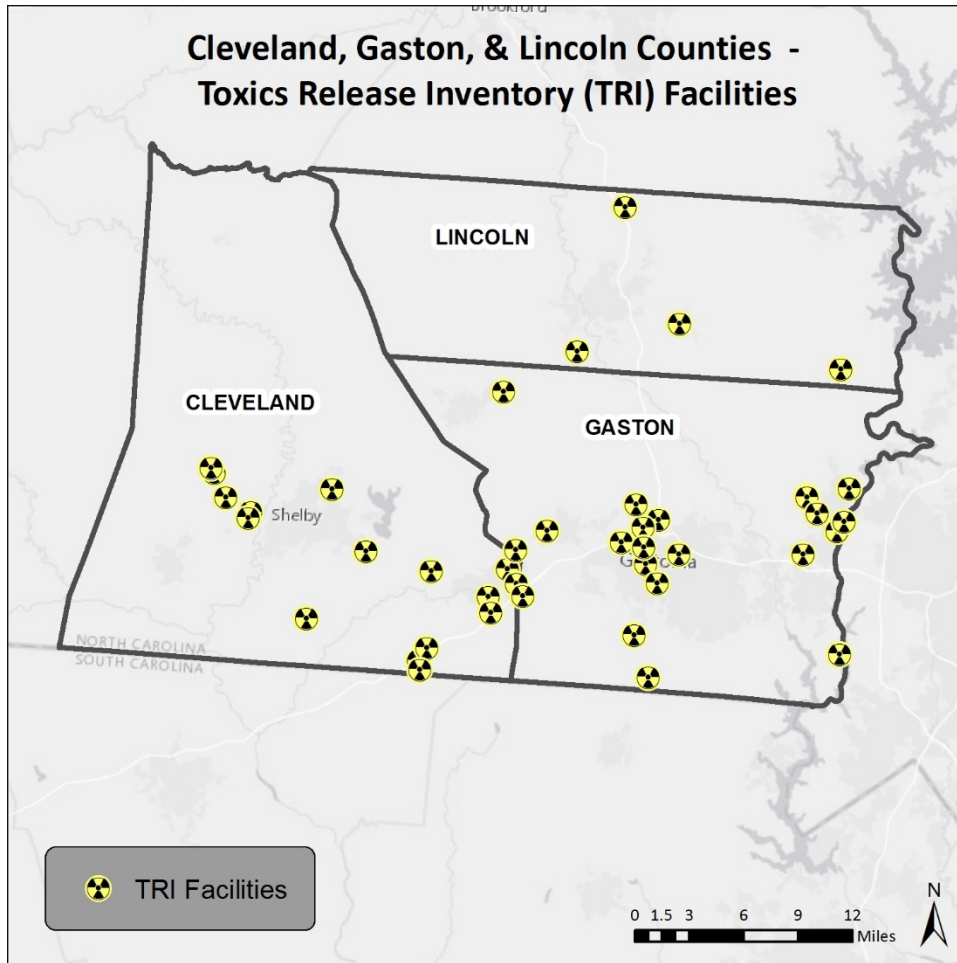 Cleveland, Gaston, & Lincoln Counties -
Toxics Release Inventory (TRI) Facilities
LINCOLN
CLEVELAND
GASTON
Shelby
NORTH CAROLINA
SOUTH CAROLINA
TRI Facilities
N
0 1.5 3 6 9 12
Miles